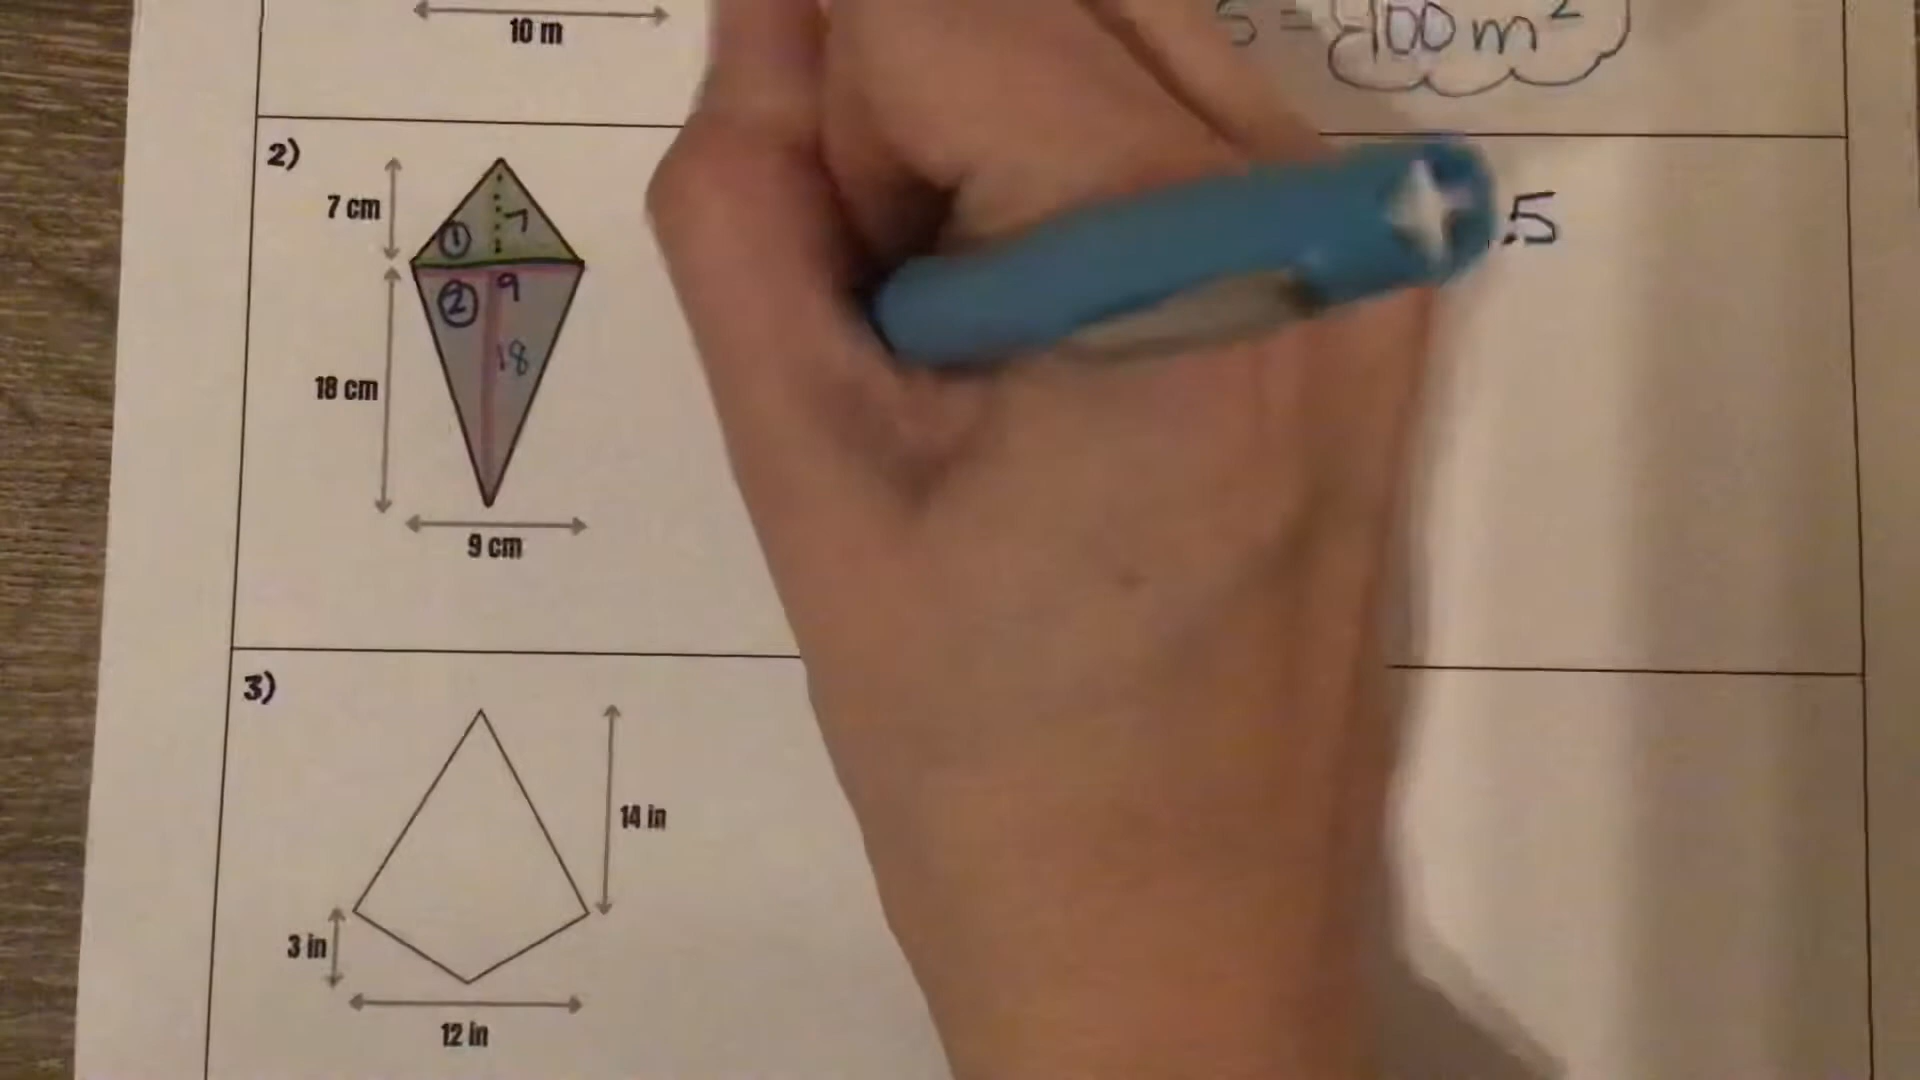 10 m
5 = 100 m²
2)
7 cm
① 7
.5
② 9
18
18 cm
9 cm
3)
14 in
3 in
12 in